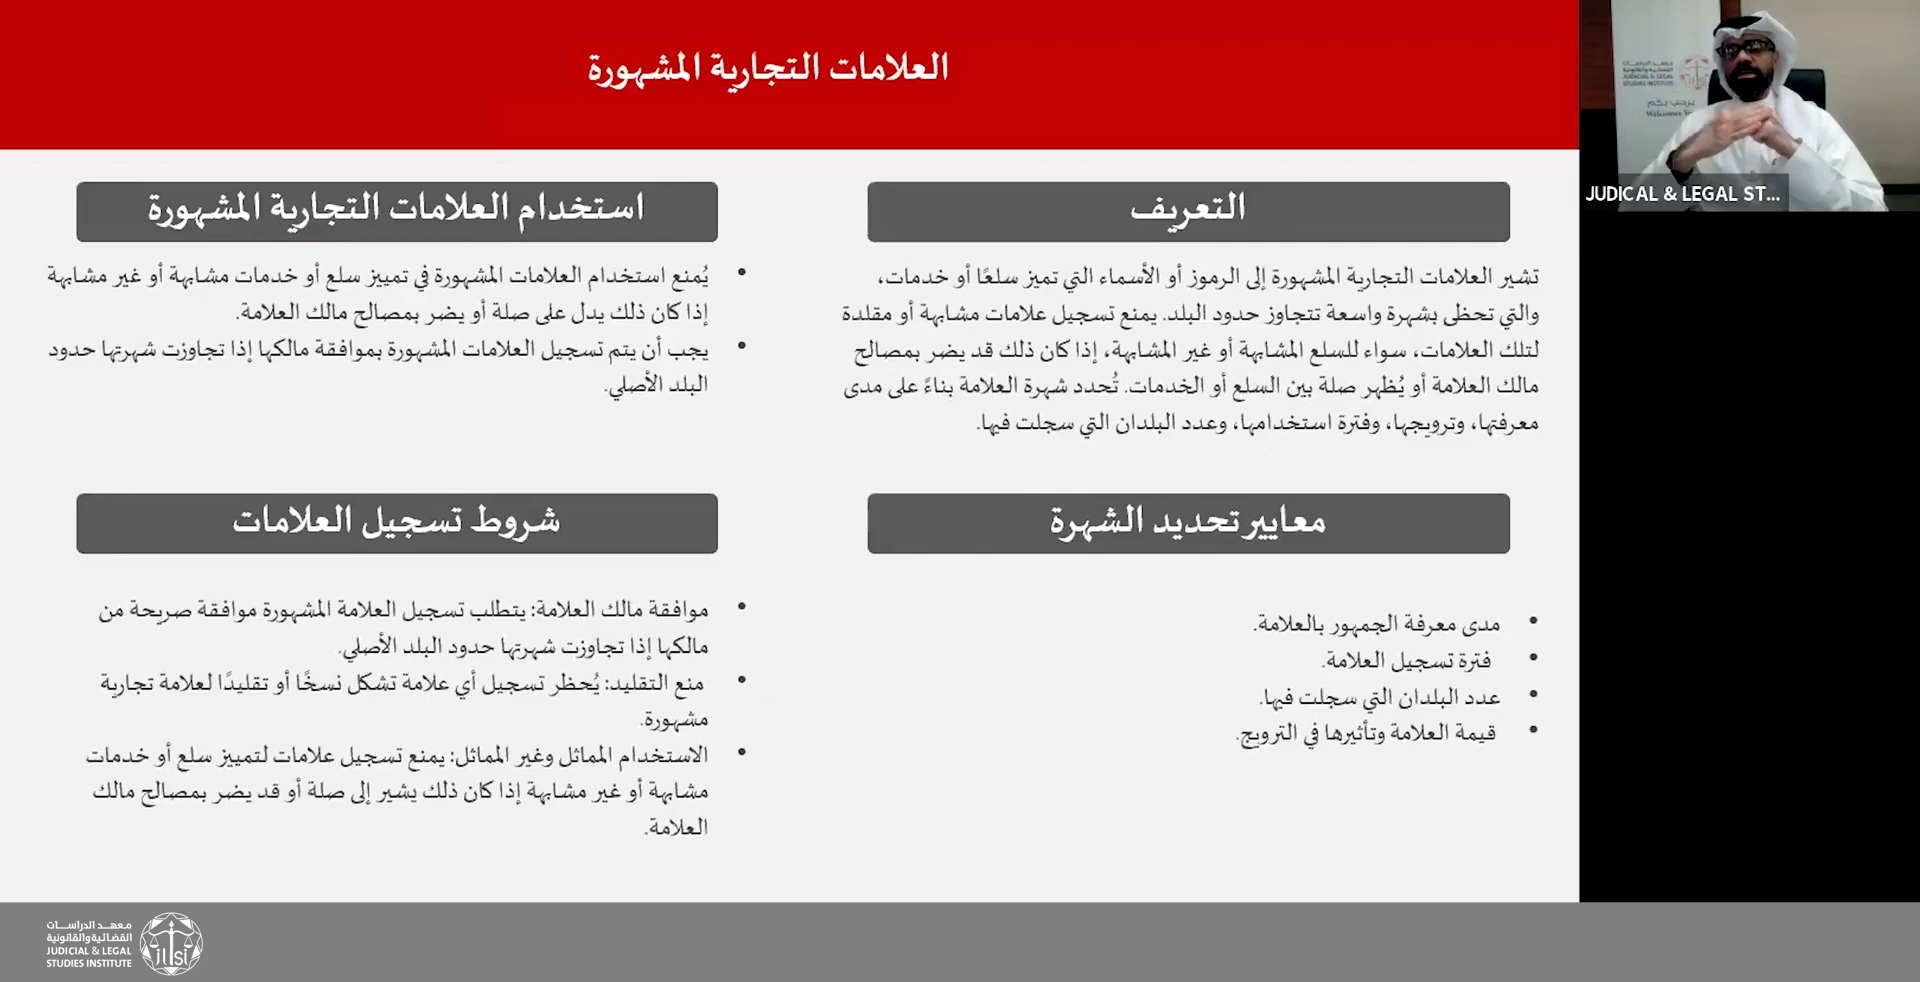 العلامات التجارية المشهورة
التعريف
تشير العلامات التجارية المشهورة إلى الرموز أو الأسماء التي تميز سلعًا أو خدمات،
والتي تحظى بشهرة واسعة تتجاوز حدود البلد. يمنع تسجيل علامات مشابهة أو مقلدة
لتلك العلامات، سواء للسلع المشابهة أو غير المشابهة، إذا كان ذلك قد يضر بمصالح
مالك العلامة أو يُظهر صلة بين السلع أو الخدمات. تُحدد شهرة العلامة بناءً على مدى
معرفتها، وترويجها، وفترة استخدامها، وعدد البلدان التي سجلت فيها.
استخدام العلامات التجارية المشهورة
• يُمنع استخدام العلامات المشهورة في تمييز سلع أو خدمات مشابهة أو غير مشابهة
إذا كان ذلك يدل على صلة أو يضر بمصالح مالك العلامة.
• يجب أن يتم تسجيل العلامات المشهورة بموافقة مالكها إذا تجاوزت شهرتها حدود
البلد الأصلي.
معايير تحديد الشهرة
• مدى معرفة الجمهور بالعلامة.
• فترة تسجيل العلامة.
• عدد البلدان التي سجلت فيها.
• قيمة العلامة وتأثيرها في الترويج.
شروط تسجيل العلامات
• موافقة مالك العلامة: يتطلب تسجيل العلامة المشهورة موافقة صريحة من
مالكها إذا تجاوزت شهرتها حدود البلد الأصلي.
• منع التقليد: يُحظر تسجيل أي علامة تشكل نسخًا أو تقليدًا لعلامة تجارية
مشهورة.
• الاستخدام المماثل وغير المماثل: يمنع تسجيل علامات لتمييز سلع أو خدمات
مشابهة أو غير مشابهة إذا كان ذلك يشير إلى صلة أو قد يضر بمصالح مالك
العلامة.
معهد الدراسات
القضائية والقانونية
JUDICIAL & LEGAL
STUDIES INSTITUTE
يرحب بكم
JUDICAL & LEGAL ST...
معهد الدراسات
القضائية والقانونية
JUDICIAL & LEGAL
STUDIES INSTITUTE